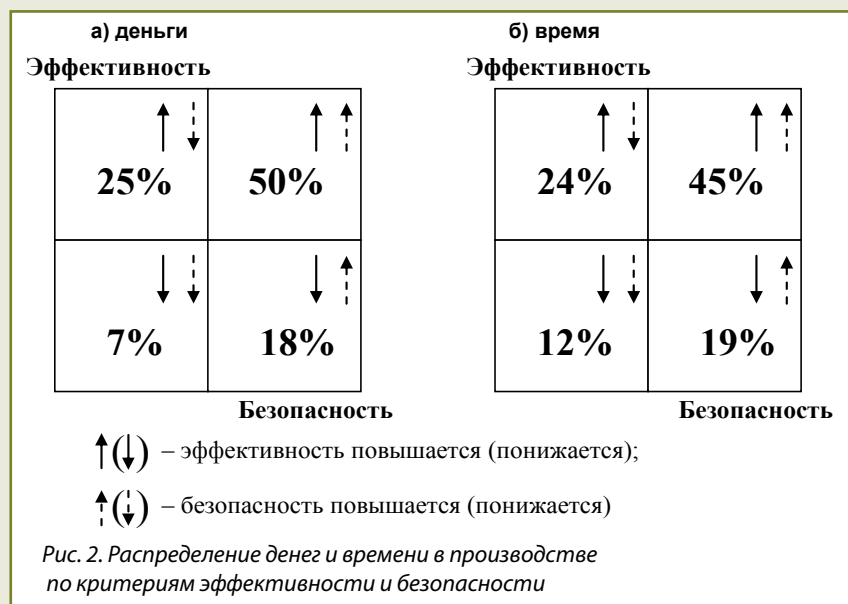 а) деньги
б) время
Эффективность
Эффективность
25%
50%
24%
45%
7%
18%
12%
19%
Безопасность
Безопасность
↑(↓) – эффективность повышается (понижается);
⇡(⇣) – безопасность повышается (понижается)
Рис. 2. Распределение денег и времени в производстве
по критериям эффективности и безопасности